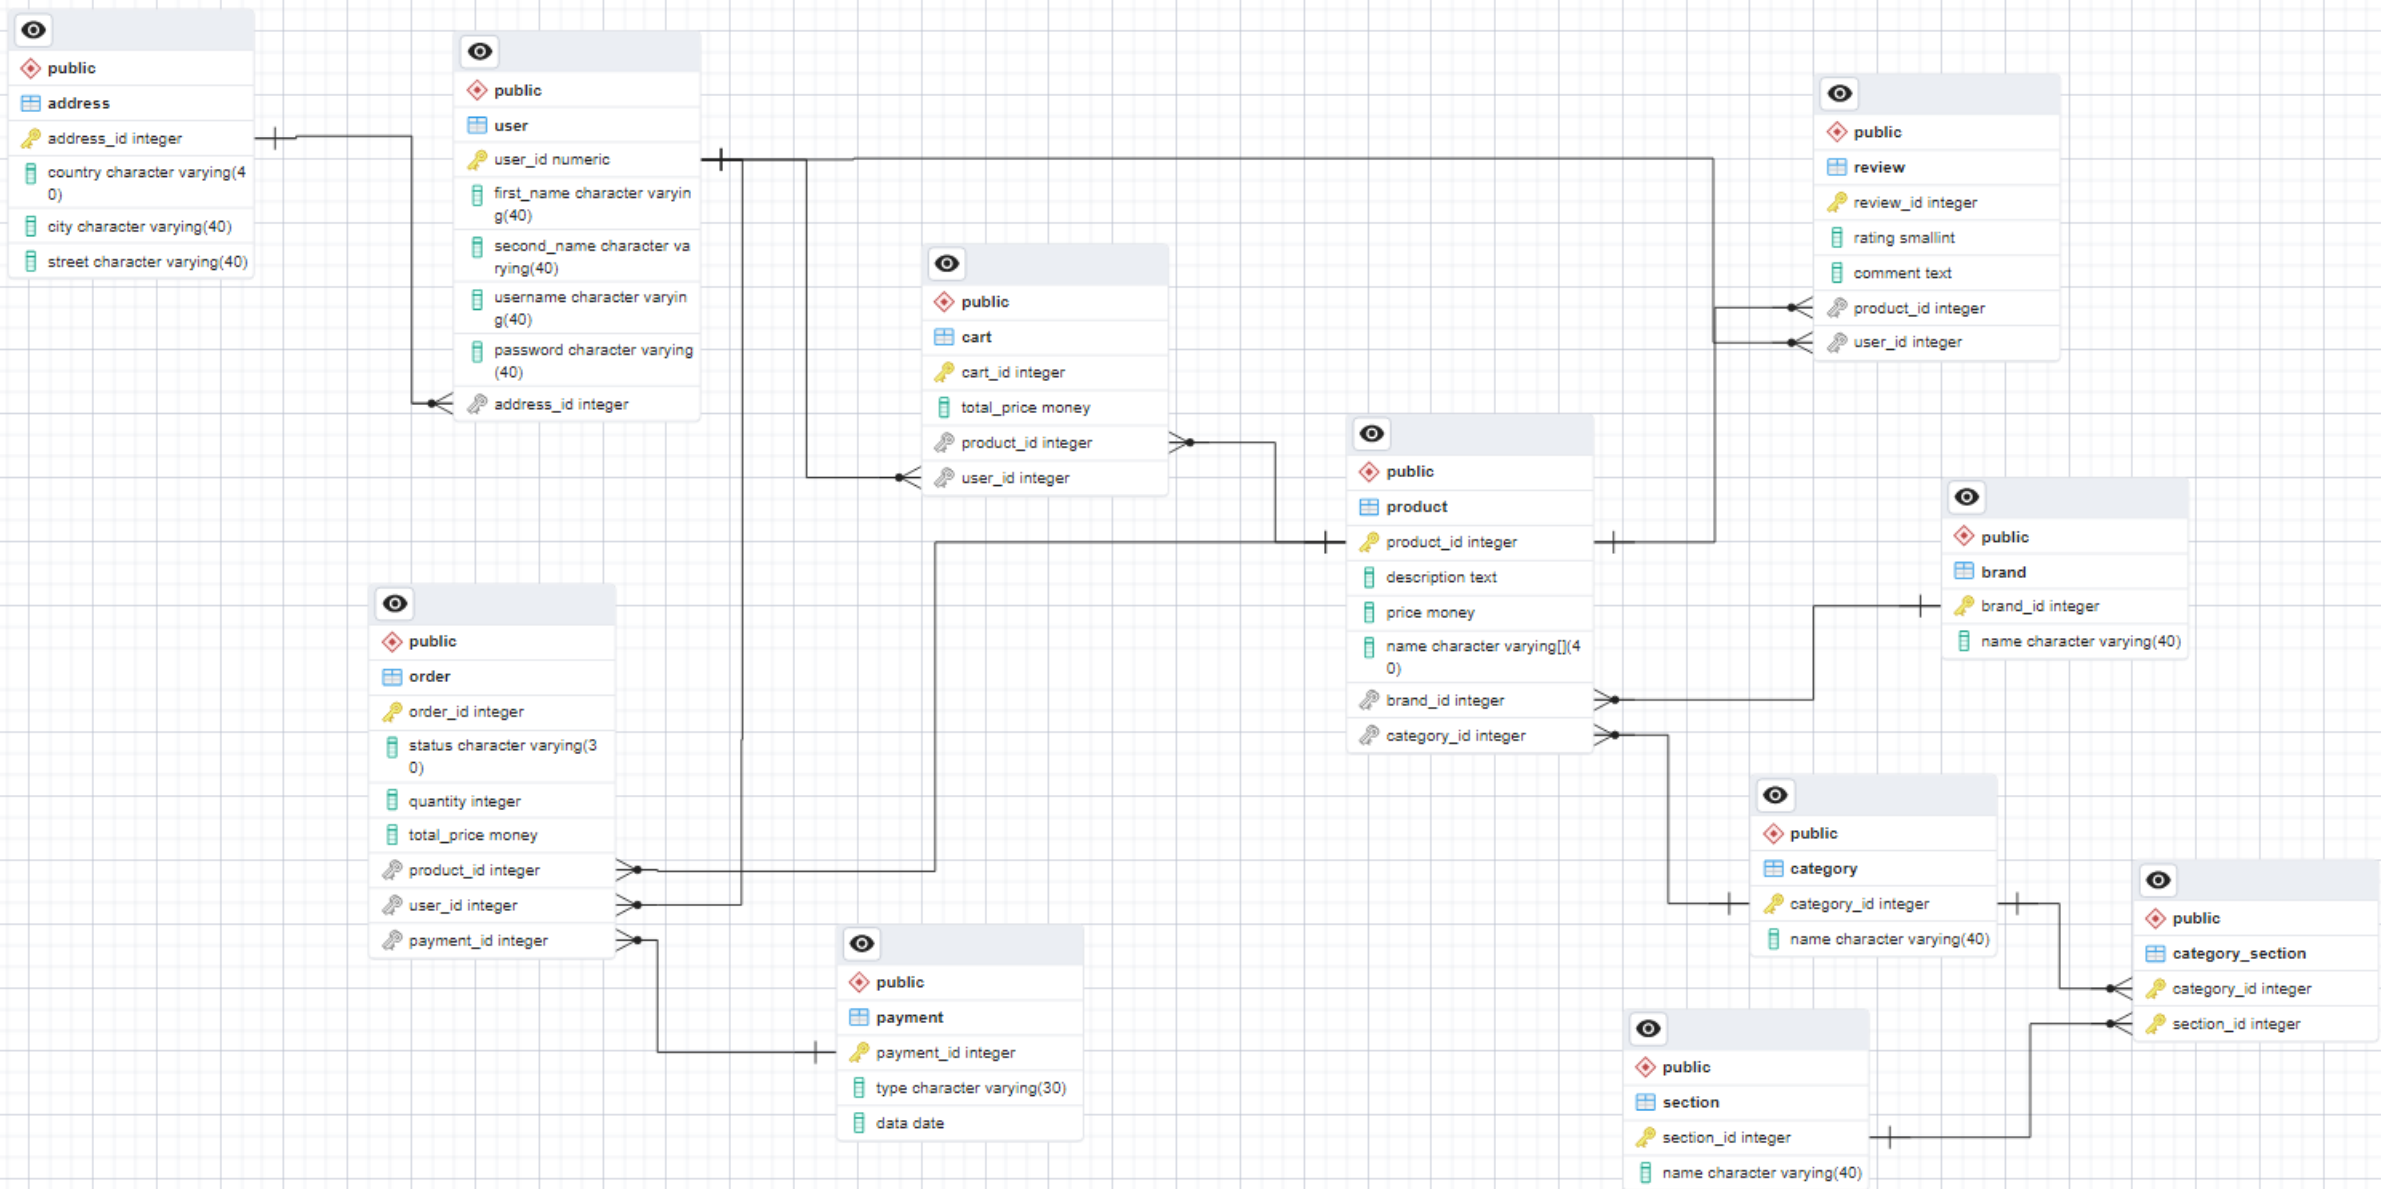 public
address
address_id integer
country character varying(4
0)
city character varying(40)
street character varying(40)
public
user
user_id numeric
first_name character varyin
g(40)
second_name character va
rying(40)
username character varyin
g(40)
password character varying
(40)
address_id integer
public
cart
cart_id integer
total_price money
product_id integer
user_id integer
public
review
review_id integer
rating smallint
comment text
product_id integer
user_id integer
public
product
product_id integer
description text
price money
name character varying[](4
0)
brand_id integer
category_id integer
public
brand
brand_id integer
name character varying(40)
public
order
order_id integer
status character varying(3
0)
quantity integer
total_price money
product_id integer
user_id integer
payment_id integer
public
payment
payment_id integer
type character varying(30)
data date
public
category
category_id integer
name character varying(40)
public
category_section
category_id integer
section_id integer
public
section
section_id integer
name character varying(40)